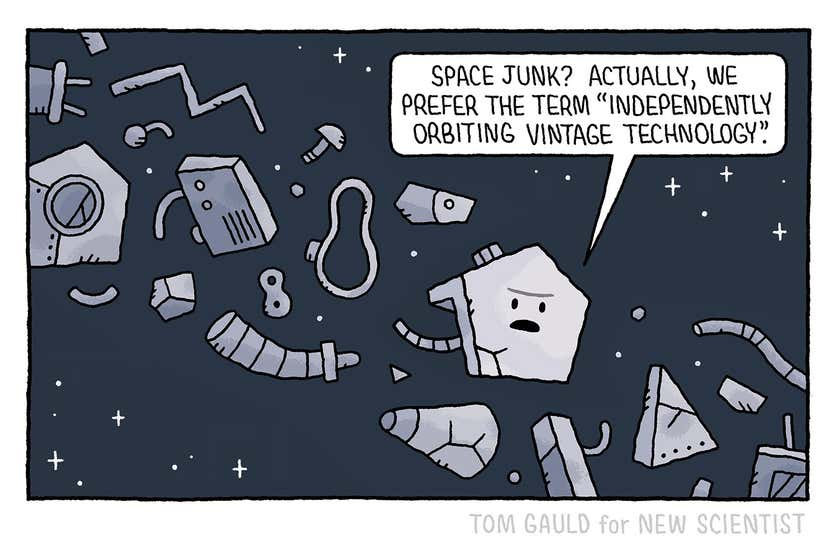 SPACE JUNK? ACTUALLY, WE
PREFER THE TERM “INDEPENDENTLY
ORBITING VINTAGE TECHNOLOGY”.
TOM GAULD for NEW SCIENTIST